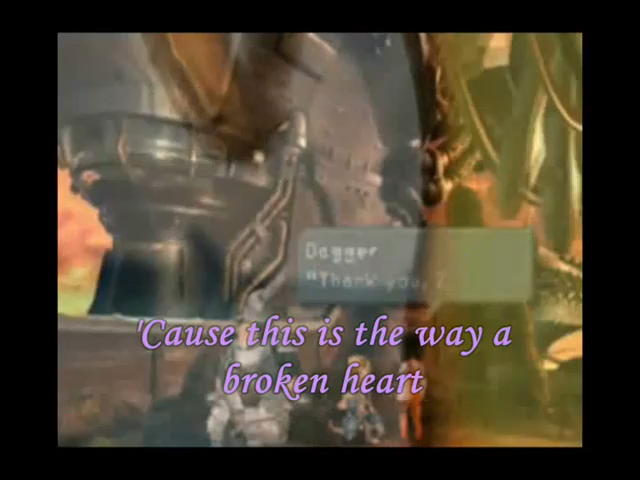 Dagger
"Thank you, Z
'Cause this is the way a
broken heart